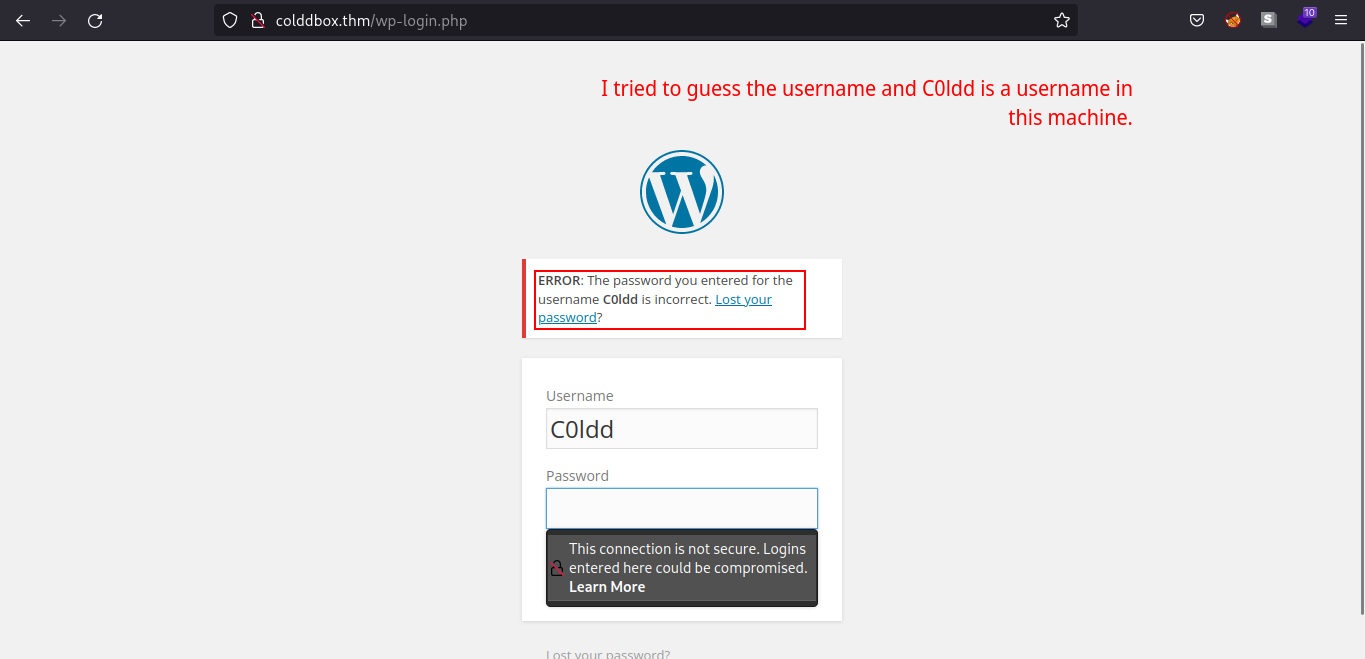 colddbox.thm/wp-login.php
10
S
I tried to guess the username and C0ldd is a username in
this machine.
ERROR: The password you entered for the
username C0ldd is incorrect. Lost your
password?
Username
C0ldd
Password
This connection is not secure. Logins
entered here could be compromised.
Learn More
Lost your password?